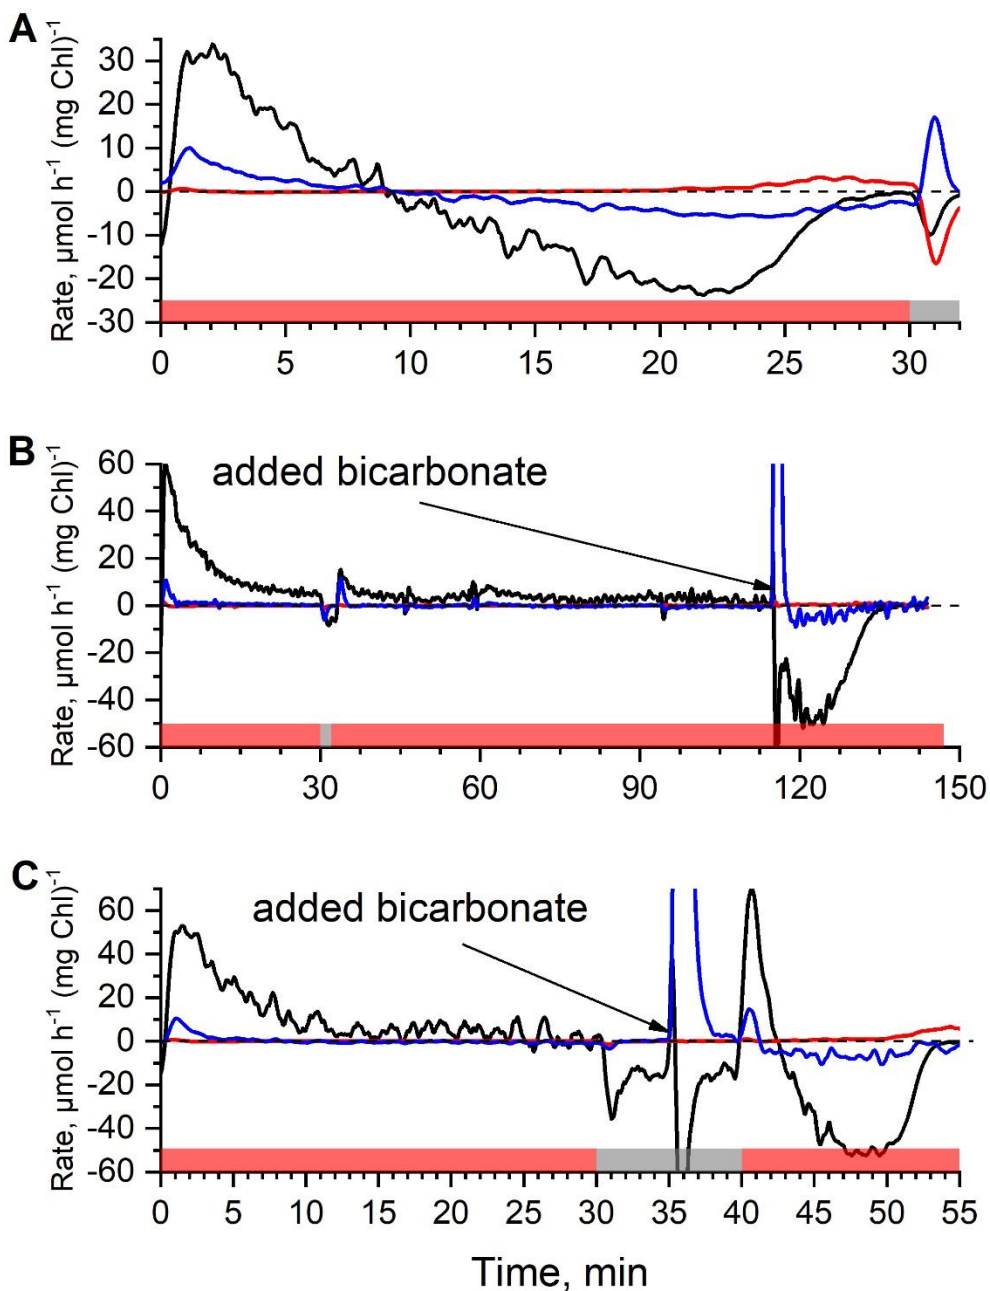 A
Rate, µmol h⁻¹ (mg Chl)⁻¹
30
20
10
0
-10
-20
-30
0 5 10 15 20 25 30
B
Rate, µmol h⁻¹ (mg Chl)⁻¹
added bicarbonate
60
40
20
0
-20
-40
-60
0 30 60 90 120 150
C
Rate, µmol h⁻¹ (mg Chl)⁻¹
added bicarbonate
60
40
20
0
-20
-40
-60
0 5 10 15 20 25 30 35 40 45 50 55
Time, min